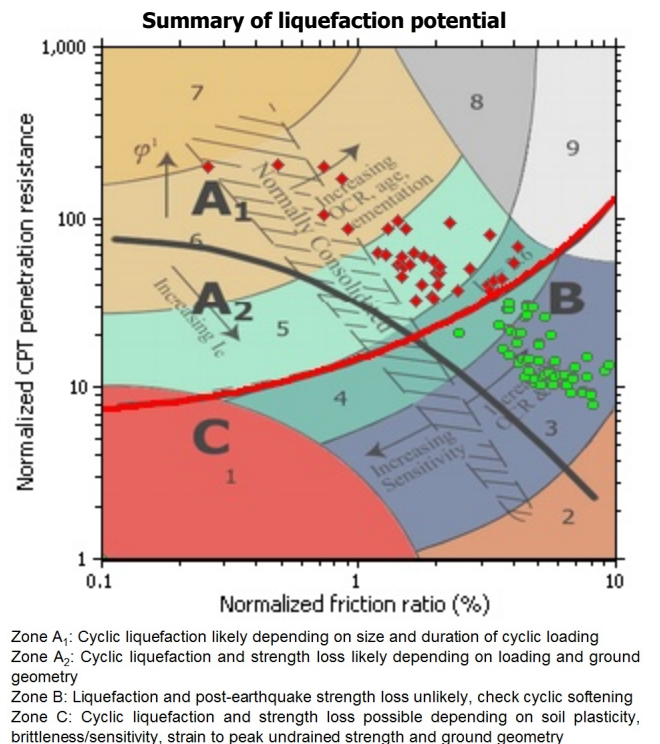 Summary of liquefaction potential
1,000
7
8
9
φ'
Increasing
OCR, age,
cementation
Normally Consolidated
A1
100
6
A2
B
Increasing Ic
5
10
4
3
C
1
Increasing
Sensitivity
2
1
0.1
1
10
Normalized CPT penetration resistance
Normalized friction ratio (%)
Zone A1: Cyclic liquefaction likely depending on size and duration of cyclic loading
Zone A2: Cyclic liquefaction and strength loss likely depending on loading and ground
geometry
Zone B: Liquefaction and post-earthquake strength loss unlikely, check cyclic softening
Zone C: Cyclic liquefaction and strength loss possible depending on soil plasticity,
brittleness/sensitivity, strain to peak undrained strength and ground geometry